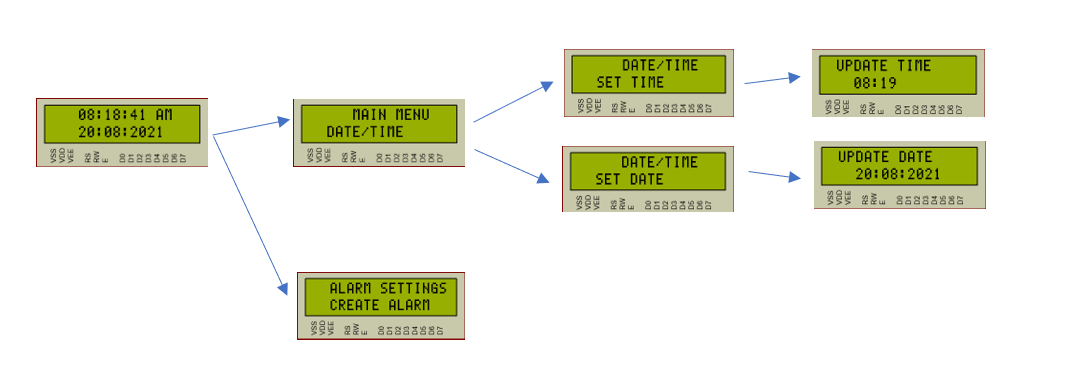 08:18:41 AM
20:08:2021
VSS VDD VEE RS RW E D0 D1 D2 D3 D4 D5 D6 D7
MAIN MENU
DATE/TIME
VSS VDD VEE RS RW E D0 D1 D2 D3 D4 D5 D6 D7
DATE/TIME
SET TIME
VSS VDD VEE RS RW E D0 D1 D2 D3 D4 D5 D6 D7
UPDATE TIME
08:19
VSS VDD VEE RS RW E D0 D1 D2 D3 D4 D5 D6 D7
DATE/TIME
SET DATE
VSS VDD VEE RS RW E D0 D1 D2 D3 D4 D5 D6 D7
UPDATE DATE
20:08:2021
VSS VDD VEE RS RW E D0 D1 D2 D3 D4 D5 D6 D7
ALARM SETTINGS
CREATE ALARM
VSS VDD VEE RS RW E D0 D1 D2 D3 D4 D5 D6 D7